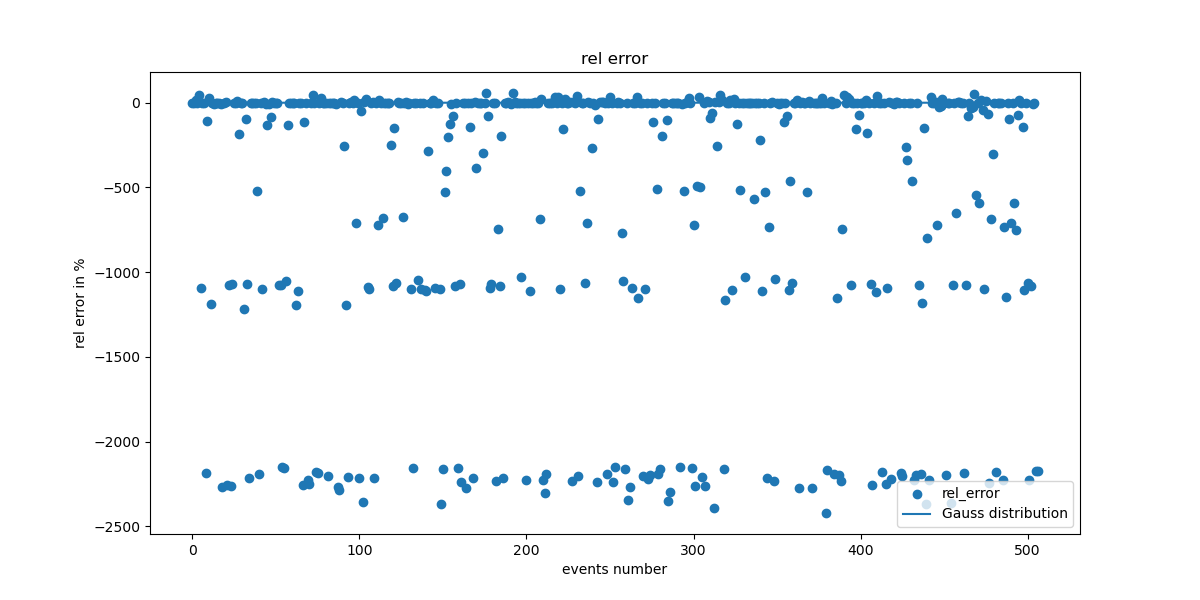 rel error
rel error in %
0
−500
−1000
−1500
−2000
−2500
rel_error
Gauss distribution
0 100 200 300 400 500
events number